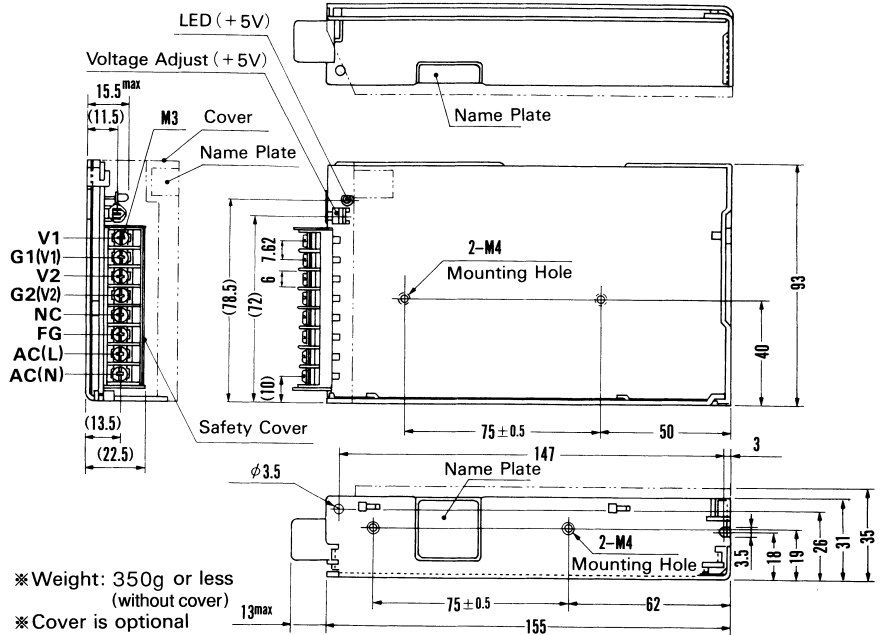 LED (+5V)
Voltage Adjust (+5V)
Name Plate
15.5max
(11.5)
M3
Cover
Name Plate
V1
G1(V1)
V2
G2(V2)
NC
FG
AC(L)
AC(N)
(13.5)
(22.5)
Safety Cover
(78.5)
(72)
7.62
6
(10)
2-M4
Mounting Hole
93
40
75±0.5
50
147
3
φ3.5
Name Plate
2-M4
Mounting Hole
3.5
18
19
26
31
35
75±0.5
62
13max
155
※Weight: 350g or less
(without cover)
※Cover is optional